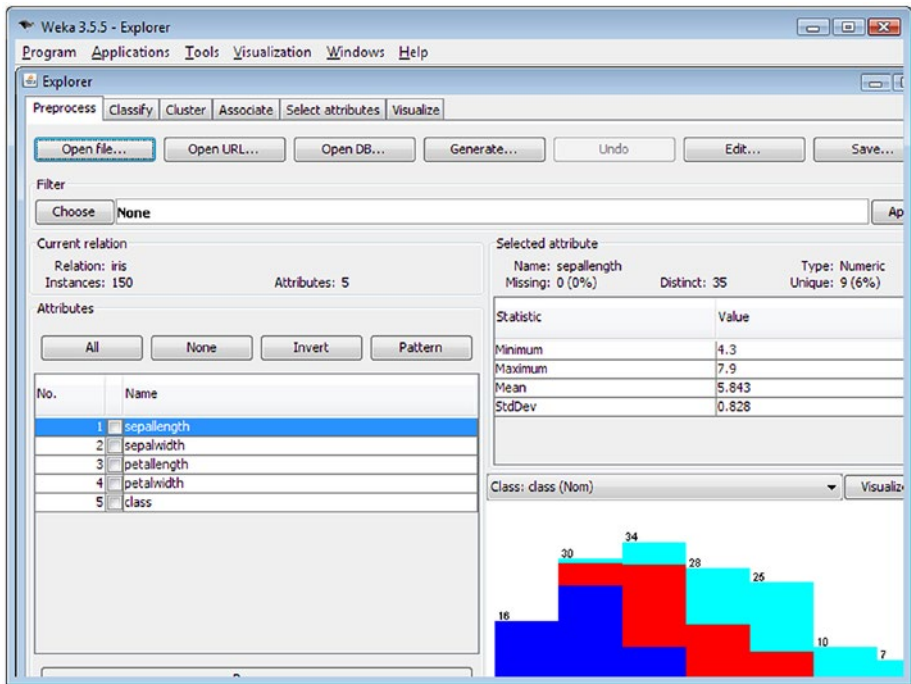 Weka 3.5.5 - Explorer
Program Applications Tools Visualization Windows Help
Explorer
Preprocess Classify Cluster Associate Select attributes Visualize
Open file... Open URL... Open DB... Generate... Undo Edit... Save...
Filter
Choose None Ap
Current relation
Relation: iris
Instances: 150 Attributes: 5
Selected attribute
Name: sepallength Type: Numeric
Missing: 0 (0%) Distinct: 35 Unique: 9 (6%)
Attributes
All None Invert Pattern
No. Name
1 sepallength
2 sepalwidth
3 petallength
4 petalwidth
5 class
Statistic Value
Minimum 4.3
Maximum 7.9
Mean 5.843
StdDev 0.828
Class: class (Nom) Visualiz
16 30 34 28 25 10 7